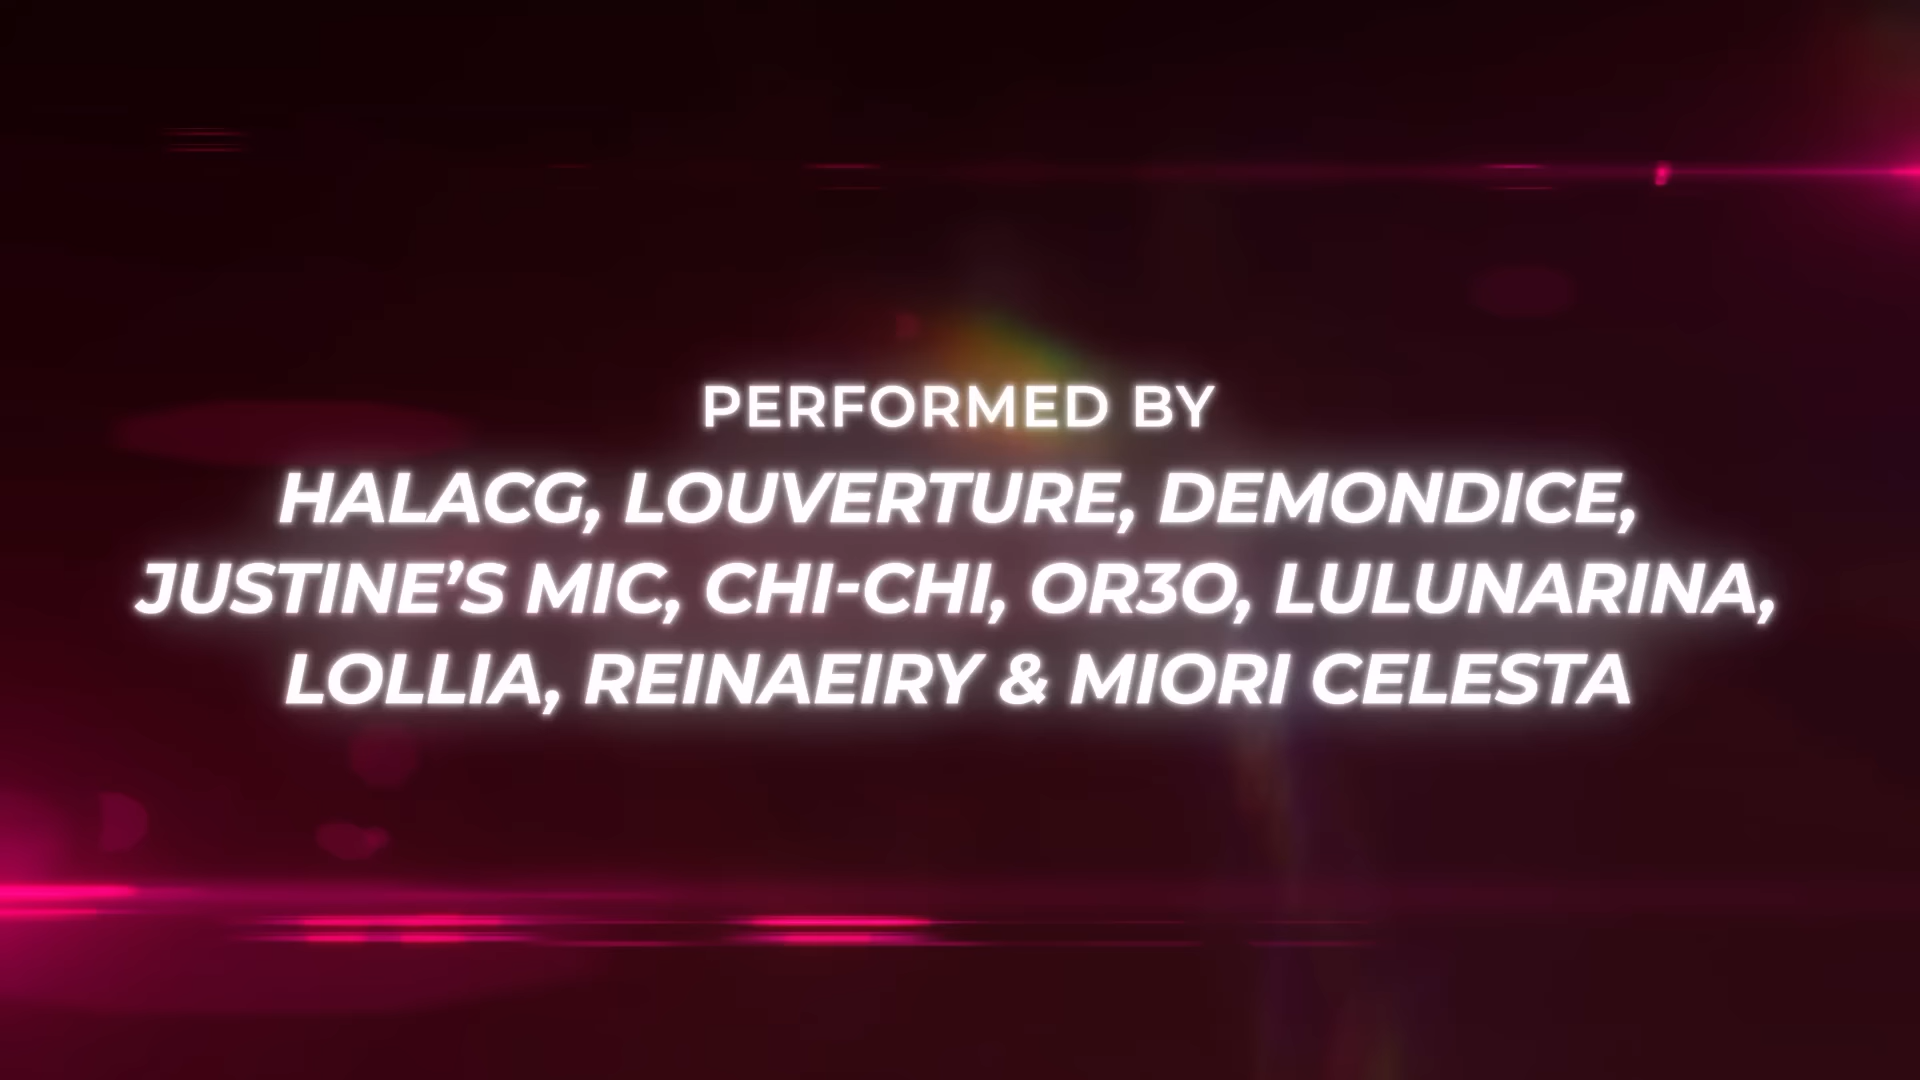 PERFORMED BY
HALACG, LOUVERTURE, DEMONDICE,
JUSTINE’S MIC, CHI-CHI, OR3O, LULUNARINA,
LOLLIA, REINAEIRY & MIORI CELESTA